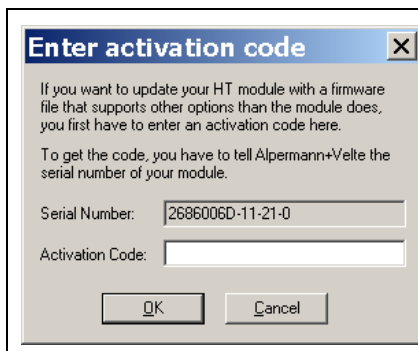 Enter activation code
If you want to update your HT module with a firmware
file that supports other options than the module does,
you first have to enter an activation code here.
To get the code, you have to tell Alpermann+Velte the
serial number of your module.
Serial Number: 2686006D-11-21-0
Activation Code:
OK Cancel